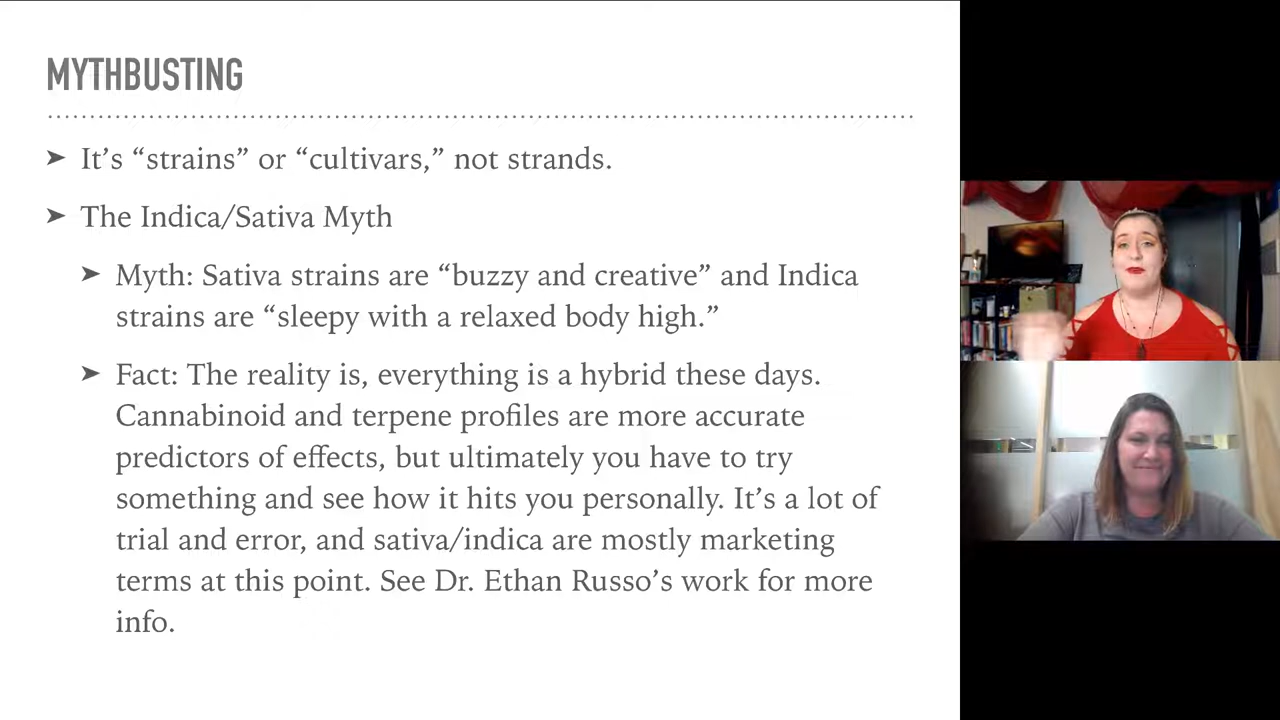 MYTHBUSTING
➤ It’s “strains” or “cultivars,” not strands.
➤ The Indica/Sativa Myth
➤ Myth: Sativa strains are “buzzy and creative” and Indica
strains are “sleepy with a relaxed body high.”
➤ Fact: The reality is, everything is a hybrid these days.
Cannabinoid and terpene profiles are more accurate
predictors of effects, but ultimately you have to try
something and see how it hits you personally. It’s a lot of
trial and error, and sativa/indica are mostly marketing
terms at this point. See Dr. Ethan Russo’s work for more
info.